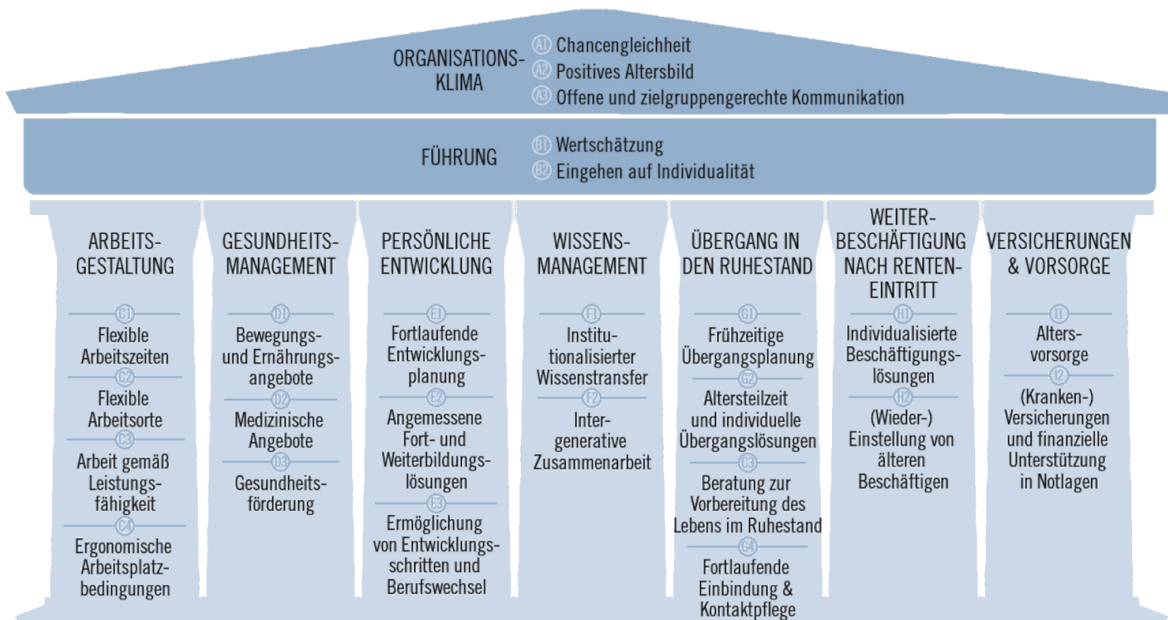 ORGANISATIONS-
KLIMA
A1 Chancengleichheit
A2 Positives Altersbild
A3 Offene und zielgruppengerechte Kommunikation
FÜHRUNG
B1 Wertschätzung
B2 Eingehen auf Individualität
ARBEITS-
GESTALTUNG
C1
Flexible
Arbeitszeiten
C2
Flexible
Arbeitsorte
C3
Arbeit gemäß
Leistungs-
fähigkeit
C4
Ergonomische
Arbeitsplatz-
bedingungen
GESUNDHEITS-
MANAGEMENT
D1
Bewegungs-
und Ernährungs-
angebote
D2
Medizinische
Angebote
D3
Gesundheits-
förderung
PERSÖNLICHE
ENTWICKLUNG
E1
Fortlaufende
Entwicklungs-
planung
E2
Angemessene
Fort- und
Weiterbildungs-
lösungen
E3
Ermöglichung
von Entwicklungs-
schritten und
Berufswechsel
WISSENS-
MANAGEMENT
F1
Institu-
tionalisierter
Wissenstransfer
F2
Inter-
generative
Zusammenarbeit
ÜBERGANG IN
DEN RUHESTAND
G1
Frühzeitige
Übergangsplanung
G2
Altersteilzeit
und individuelle
Übergangslösungen
C3
Beratung zur
Vorbereitung des
Lebens im Ruhestand
G4
Fortlaufende
Einbindung &
Kontaktpflege
WEITER-
BESCHÄFTIGUNG
NACH RENTEN-
EINTRITT
H1
Individualisierte
Beschäftigungs-
lösungen
H2
(Wieder-)
Einstellung von
älteren
Beschäftigen
VERSICHERUNGEN
& VORSORGE
I1
Alters-
vorsorge
I2
(Kranken-)
Versicherungen
und finanzielle
Unterstützung
in Notlagen